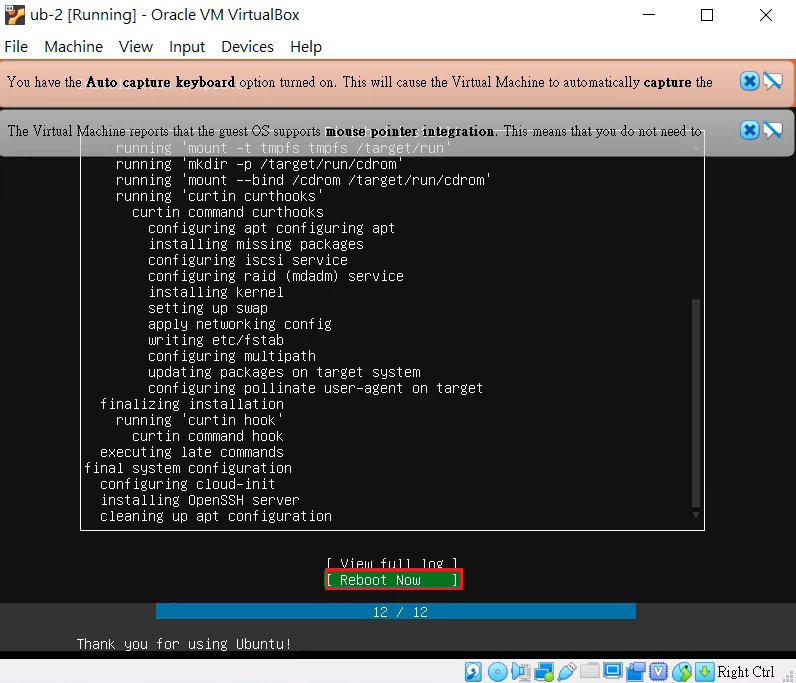 ub-2 [Running] - Oracle VM VirtualBox
File Machine View Input Devices Help
You have the Auto capture keyboard option turned on. This will cause the Virtual Machine to automatically capture the
The Virtual Machine reports that the guest OS supports mouse pointer integration. This means that you do not need to
running 'mount -t tmpfs tmpfs /target/run'
running 'mkdir -p /target/run/cdrom'
running 'mount --bind /cdrom /target/run/cdrom'
running 'curtin curthooks'
curtin command curthooks
configuring apt configuring apt
installing missing packages
configuring iscsi service
configuring raid (mdadm) service
installing kernel
setting up swap
apply networking config
writing etc/fstab
configuring multipath
updating packages on target system
configuring pollinate user-agent on target
finalizing installation
running 'curtin hook'
curtin command hook
executing late commands
final system configuration
configuring cloud-init
installing OpenSSH server
cleaning up apt configuration
[ View full log ]
[ Reboot Now ]
12 / 12
Thank you for using Ubuntu!
Right Ctrl